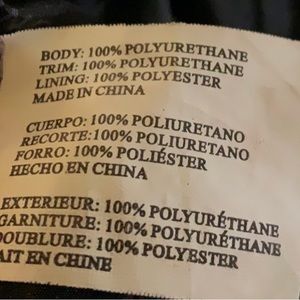 BODY: 100% POLYURETHANE
TRIM: 100% POLYURETHANE
LINING: 100% POLYESTER
MADE IN CHINA
CUERPO: 100% POLIURETANO
RECORTE: 100% POLIURETANO
FORRO: 100% POLIÉSTER
HECHO EN CHINA
EXTERIEUR: 100% POLYURÉTHANE
GARNITURE: 100% POLYURÉTHANE
DOUBLURE: 100% POLYESTER
AIT EN CHINE